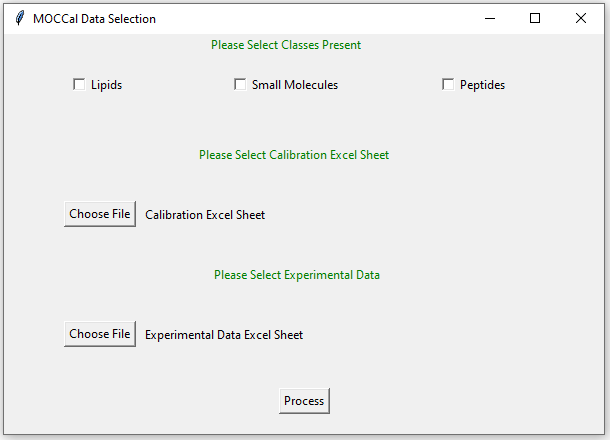 MOCCal Data Selection
Please Select Classes Present
Lipids Small Molecules Peptides
Please Select Calibration Excel Sheet
Choose File Calibration Excel Sheet
Please Select Experimental Data
Choose File Experimental Data Excel Sheet
Process